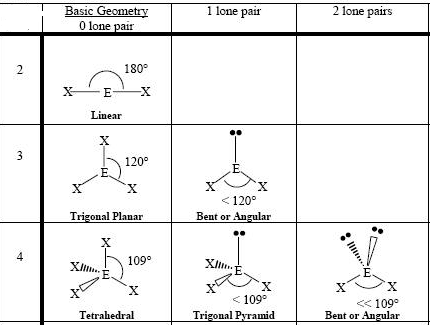 Basic Geometry 1 lone pair 2 lone pairs
0 lone pair
2
180°
X E X
Linear
3
X
120°
E
X X
Trigonal Planar
E
X X
< 120°
Bent or Angular
4
X
109°
X E
X X
Tetrahedral
X E
X X
< 109°
Trigonal Pyramid
E
X X
<< 109°
Bent or Angular